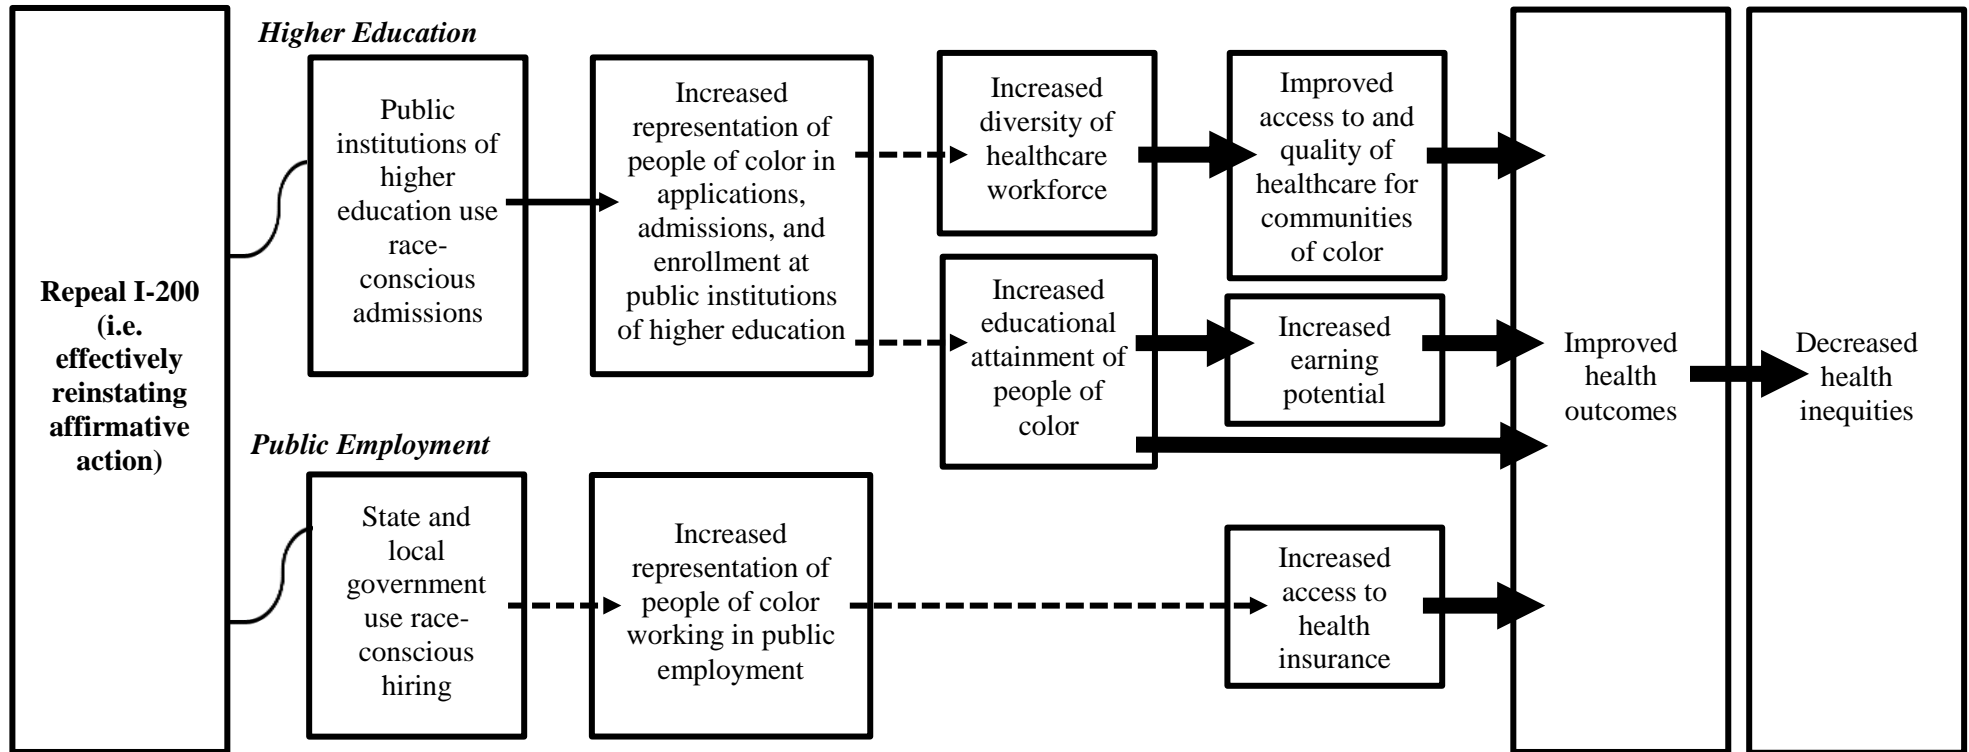 Repeal I-200
(i.e.
effectively
reinstating
affirmative
action)
Higher Education
Public
institutions of
higher
education use
race-
conscious
admissions
Increased
representation of
people of color in
applications,
admissions, and
enrollment at
public institutions
of higher education
Increased
diversity of
healthcare
workforce
Improved
access to and
quality of
healthcare for
communities
of color
Increased
educational
attainment of
people of
color
Increased
earning
potential
Public Employment
State and
local
government
use race-
conscious
hiring
Increased
representation of
people of color
working in public
employment
Increased
access to
health
insurance
Improved
health
outcomes
Decreased
health
inequities